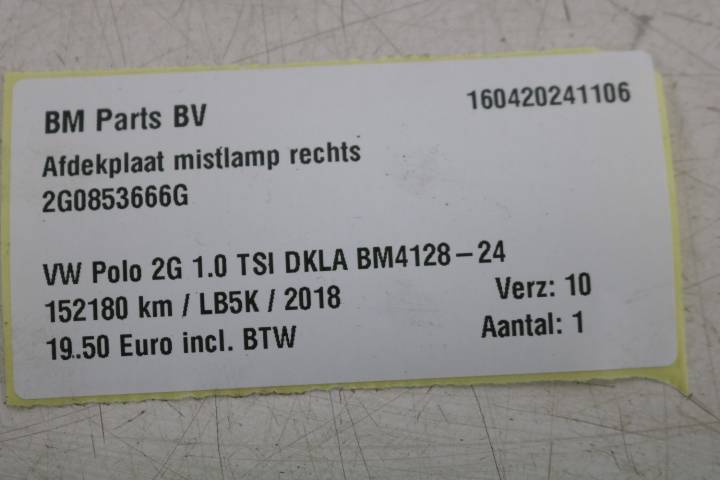 BM Parts BV 160420241106
Afdekplaat mistlamp rechts
2G0853666G
VW Polo 2G 1.0 TSI DKLA BM4128-24
152180 km / LB5K / 2018 Verz: 10
19.50 Euro incl. BTW Aantal: 1